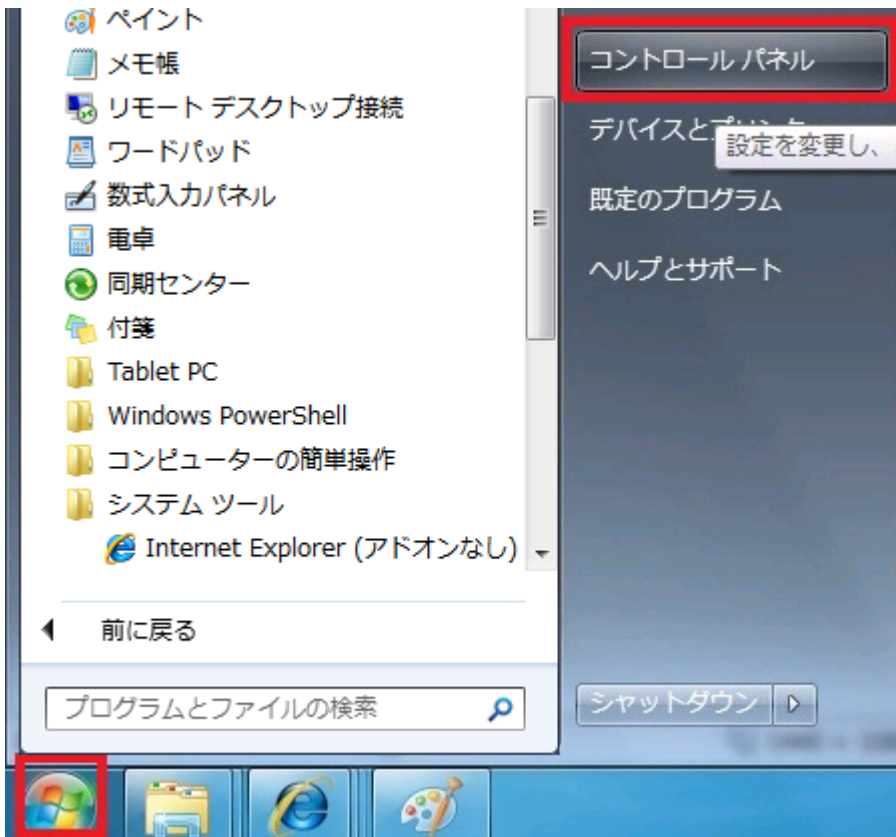 ペイント
メモ帳
リモート デスクトップ接続
ワードパッド
数式入力パネル
電卓
同期センター
付箋
Tablet PC
Windows PowerShell
コンピューターの簡単操作
システム ツール
Internet Explorer (アドオンなし)
前に戻る
プログラムとファイルの検索
コントロール パネル
デバイスと
設定を変更し、
既定のプログラム
ヘルプとサポート
シャットダウン